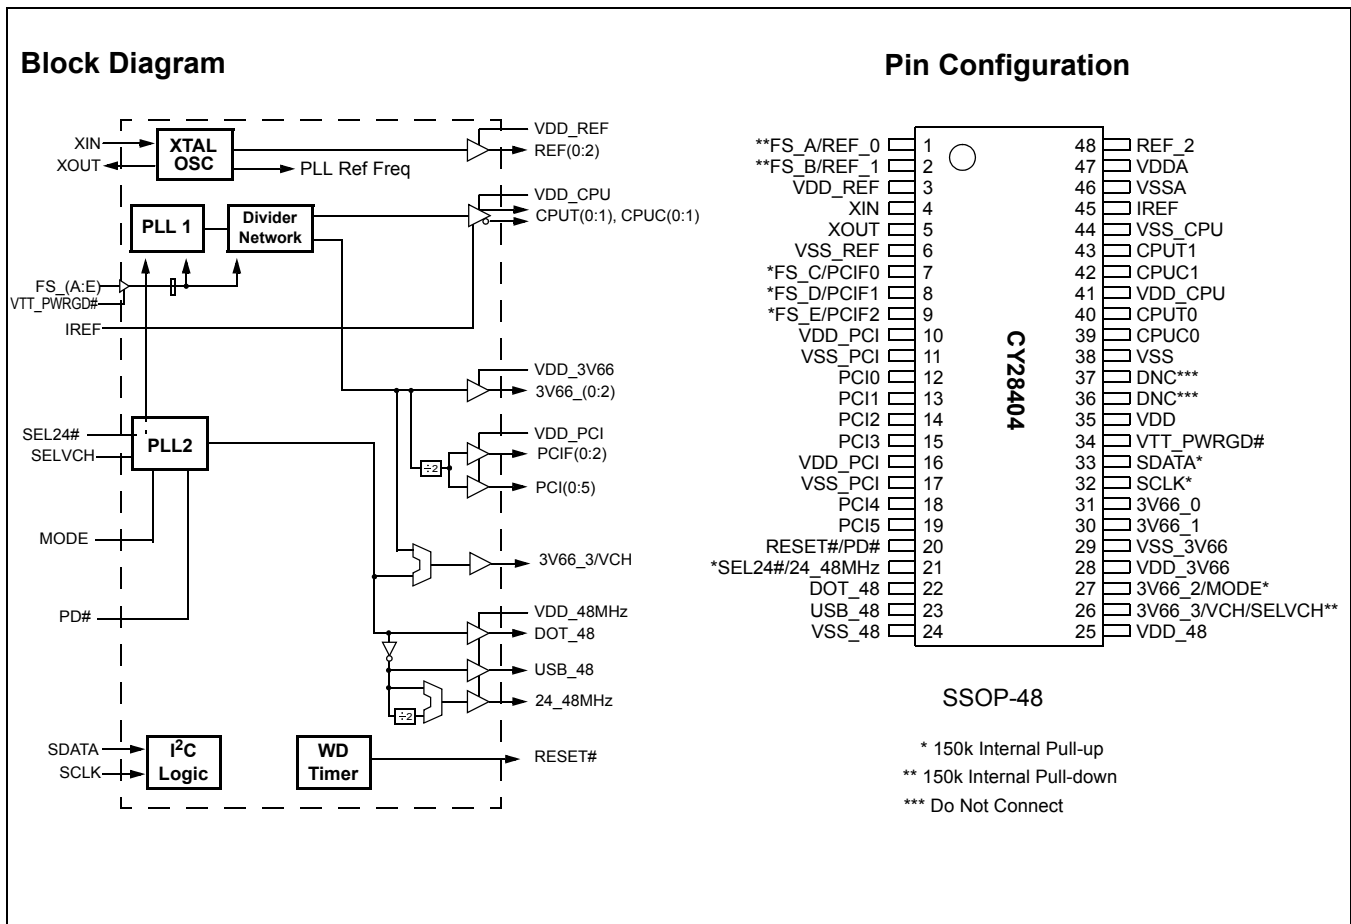 Block Diagram
XIN
XOUT
XTAL
OSC
PLL Ref Freq
VDD_REF
REF(0:2)
VDD_CPU
CPUT(0:1), CPUC(0:1)
PLL 1
Divider
Network
FS_(A:E)
VTT_PWRGD#
IREF
VDD_3V66
3V66_(0:2)
SEL24#
SELVCH
PLL2
VDD_PCI
PCIF(0:2)
÷2
PCI(0:5)
MODE
3V66_3/VCH
PD#
VDD_48MHz
DOT_48
USB_48
24_48MHz
÷2
SDATA
SCLK
I2C
Logic
WD
Timer
RESET#
Pin Configuration
**FS_A/REF_0 1
**FS_B/REF_1 2
VDD_REF 3
XIN 4
XOUT 5
VSS_REF 6
*FS_C/PCIF0 7
*FS_D/PCIF1 8
*FS_E/PCIF2 9
VDD_PCI 10
VSS_PCI 11
PCI0 12
PCI1 13
PCI2 14
PCI3 15
VDD_PCI 16
VSS_PCI 17
PCI4 18
PCI5 19
RESET#/PD# 20
*SEL24#/24_48MHz 21
DOT_48 22
USB_48 23
VSS_48 24
CY28404
48 REF_2
47 VDDA
46 VSSA
45 IREF
44 VSS_CPU
43 CPUT1
42 CPUC1
41 VDD_CPU
40 CPUT0
39 CPUC0
38 VSS
37 DNC***
36 DNC***
35 VDD
34 VTT_PWRGD#
33 SDATA*
32 SCLK*
31 3V66_0
30 3V66_1
29 VSS_3V66
28 VDD_3V66
27 3V66_2/MODE*
26 3V66_3/VCH/SELVCH**
25 VDD_48
SSOP-48
* 150k Internal Pull-up
** 150k Internal Pull-down
*** Do Not Connect